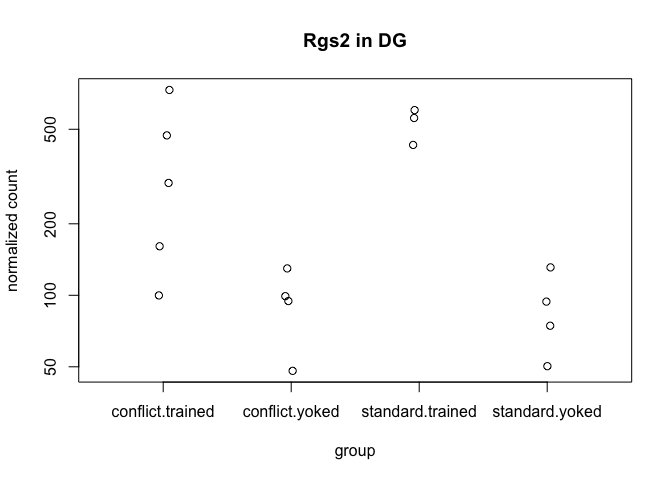 Rgs2 in DG
normalized count
500
200
100
50
conflict.trained conflict.yoked standard.trained standard.yoked
group